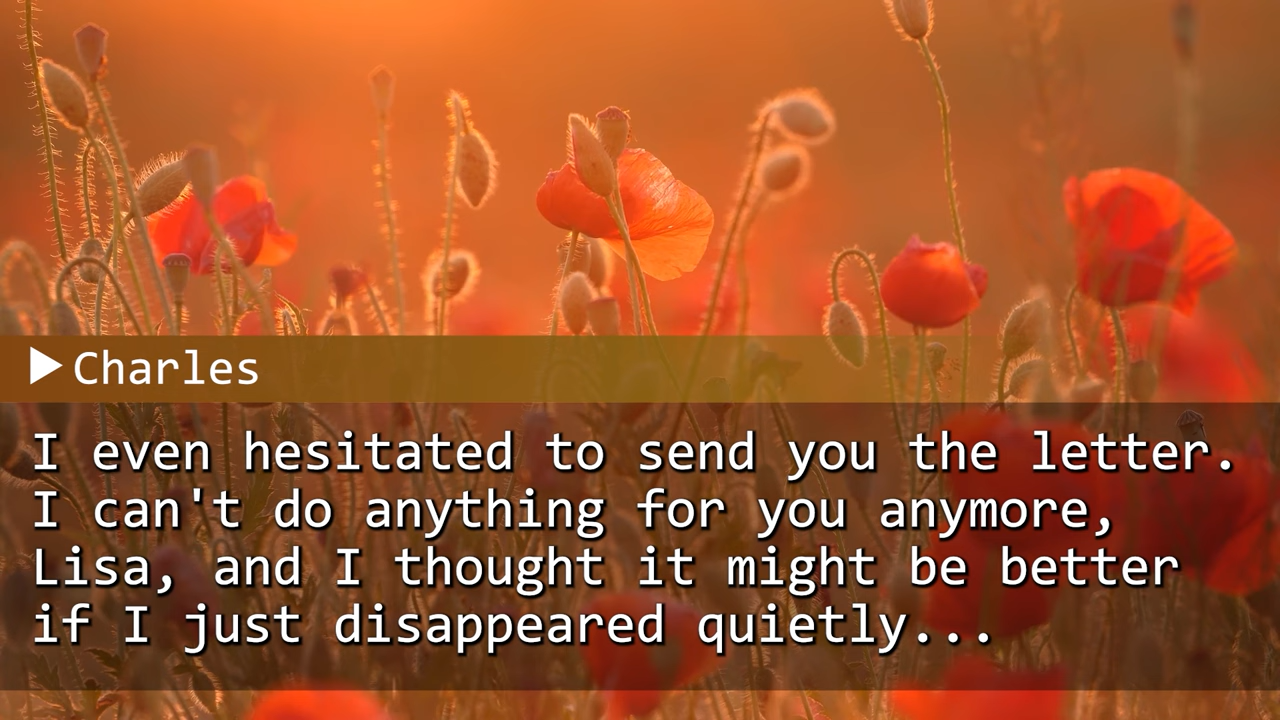 Charles
I even hesitated to send you the letter.
I can't do anything for you anymore,
Lisa, and I thought it might be better
if I just disappeared quietly...